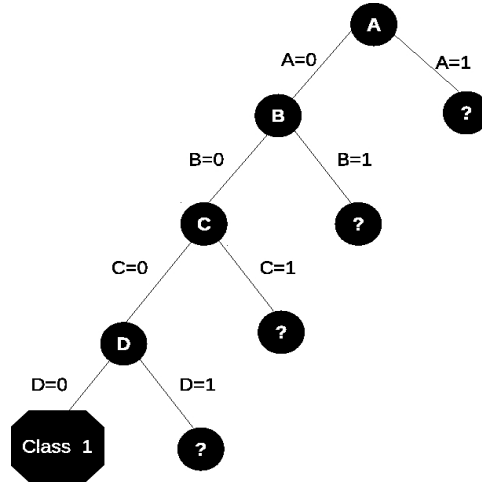 A
A=0
A=1
B
?
B=0
B=1
C
?
C=0
C=1
D
?
D=0
D=1
Class 1
?